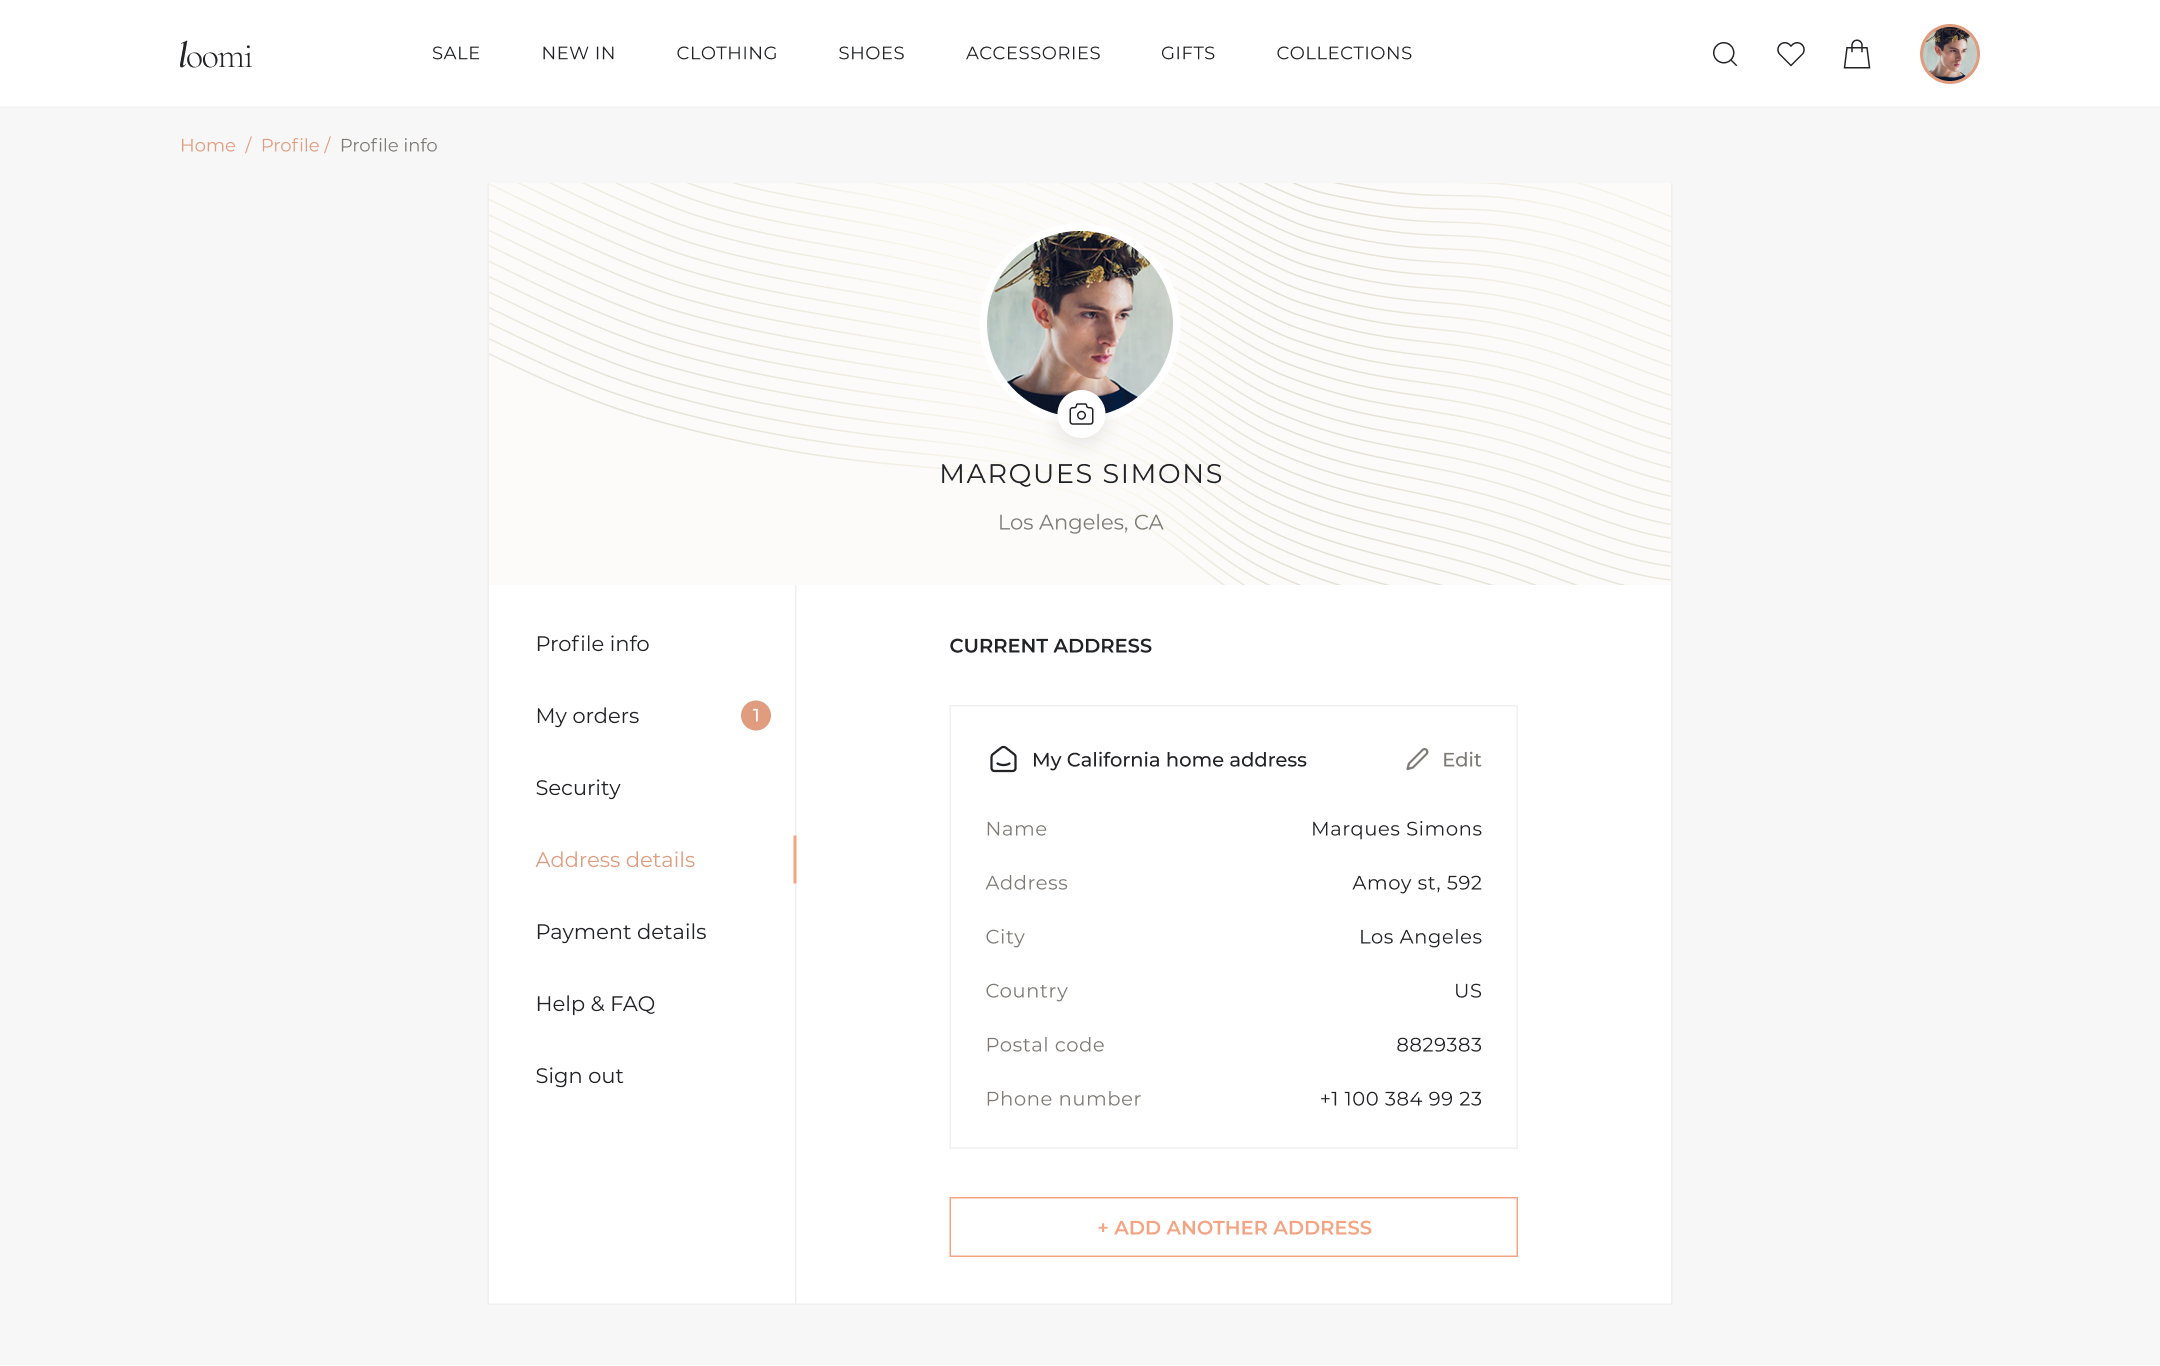 loomi
SALE NEW IN CLOTHING SHOES ACCESSORIES GIFTS COLLECTIONS
Home / Profile / Profile info
MARQUES SIMONS
Los Angeles, CA
Profile info
My orders 1
Security
Address details
Payment details
Help & FAQ
Sign out
CURRENT ADDRESS
My California home address Edit
Name Marques Simons
Address Amoy st, 592
City Los Angeles
Country US
Postal code 8829383
Phone number +1 100 384 99 23
+ ADD ANOTHER ADDRESS